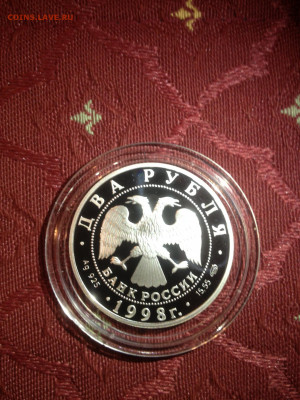 COINS.LAVE.RU
ДВА РУБЛЯ
БАНК РОССИИ
Ag 925
15.55
1998г.